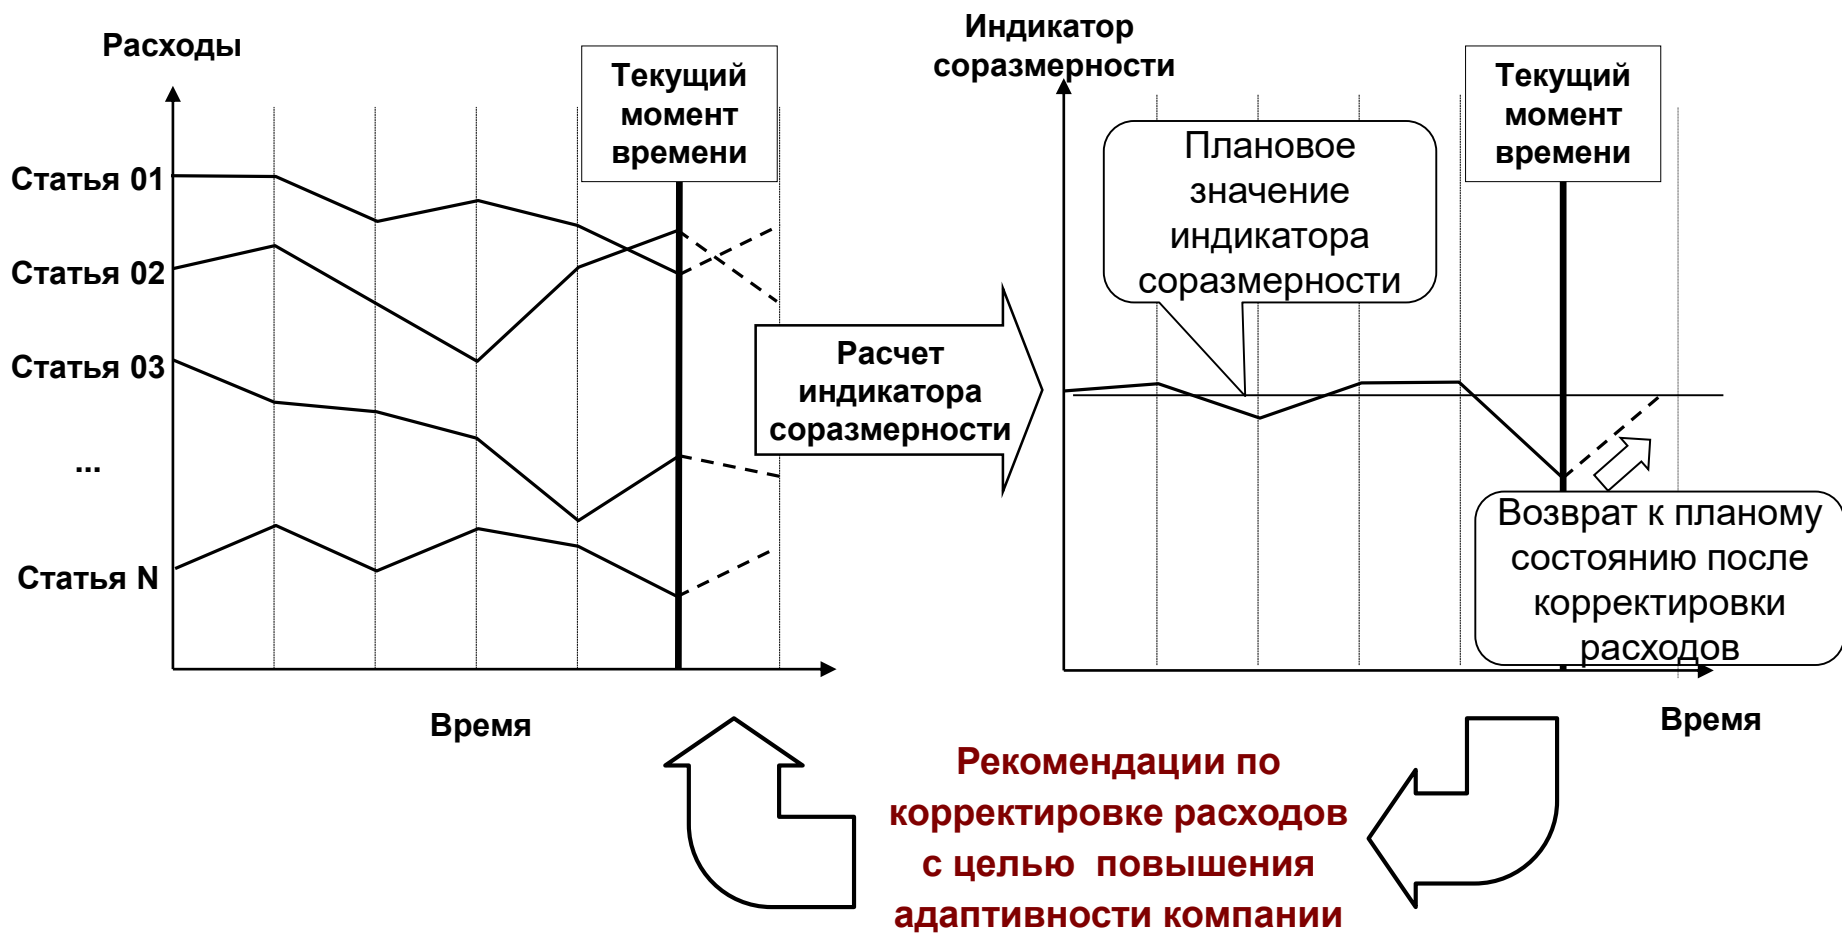 Расходы
Текущий
момент
времени
Статья 01
Статья 02
Статья 03
...
Статья N
Время
Расчет
индикатора
соразмерности
Индикатор
соразмерности
Текущий
момент
времени
Плановое
значение
индикатора
соразмерности
Возврат к планому
состоянию после
корректировки
расходов
Время
Рекомендации по
корректировке расходов
с целью повышения
адаптивности компании